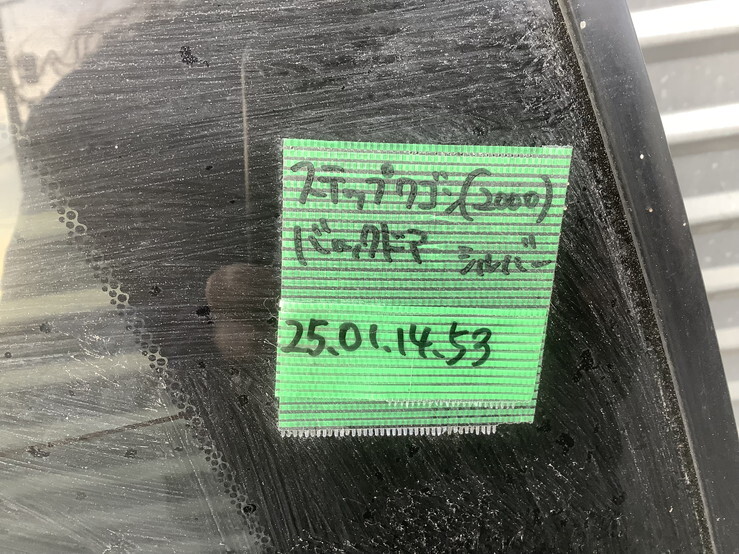 ステップワゴン(2000)
バックドア シルバー
25.01.14.53